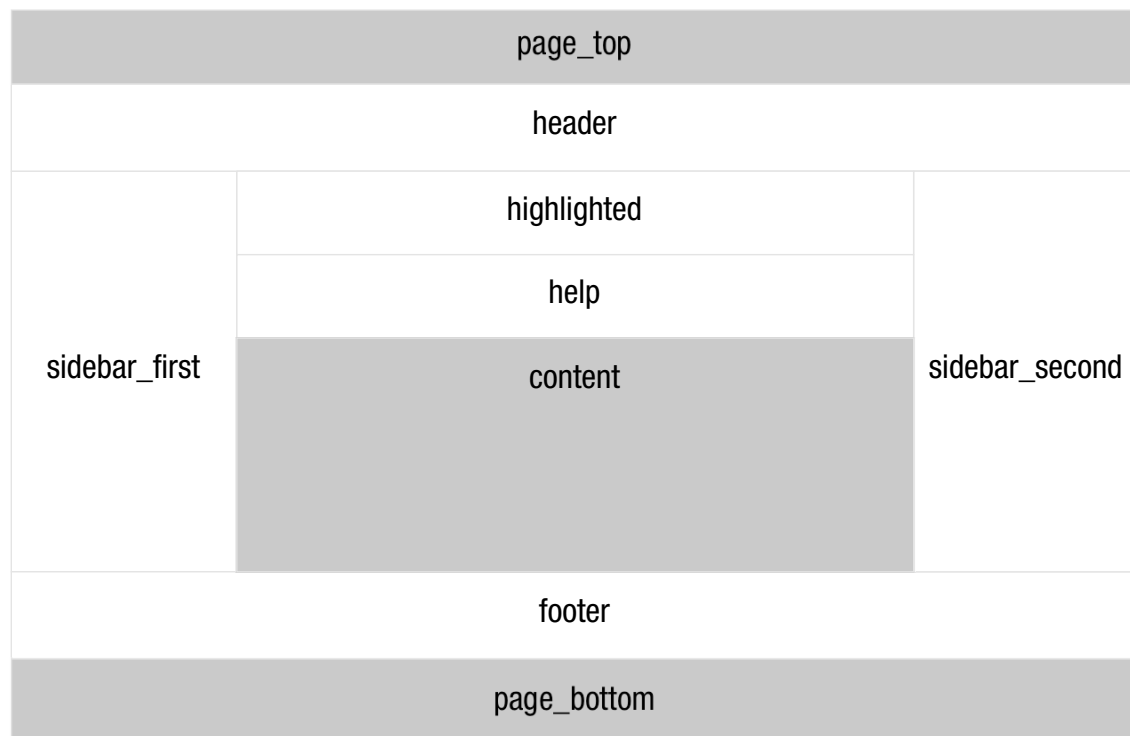 page_top
header
highlighted
help
sidebar_first
content
sidebar_second
footer
page_bottom